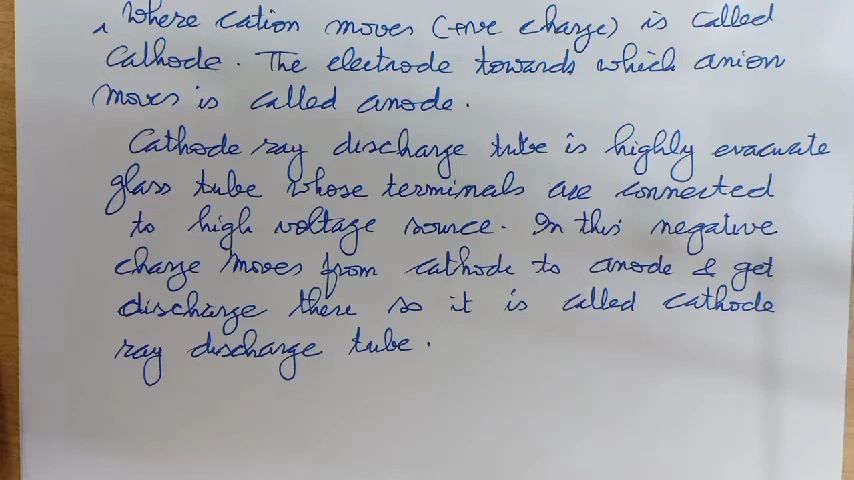 Where cation moves (+ve charge) is called
Cathode. The electrode towards which anion
moves is called anode.
Cathode ray discharge tube is highly evacuate
glass tube whose terminals are connected
to high voltage source. In this negative
charge moves from cathode to anode & get
discharge there so it is called cathode
ray discharge tube.